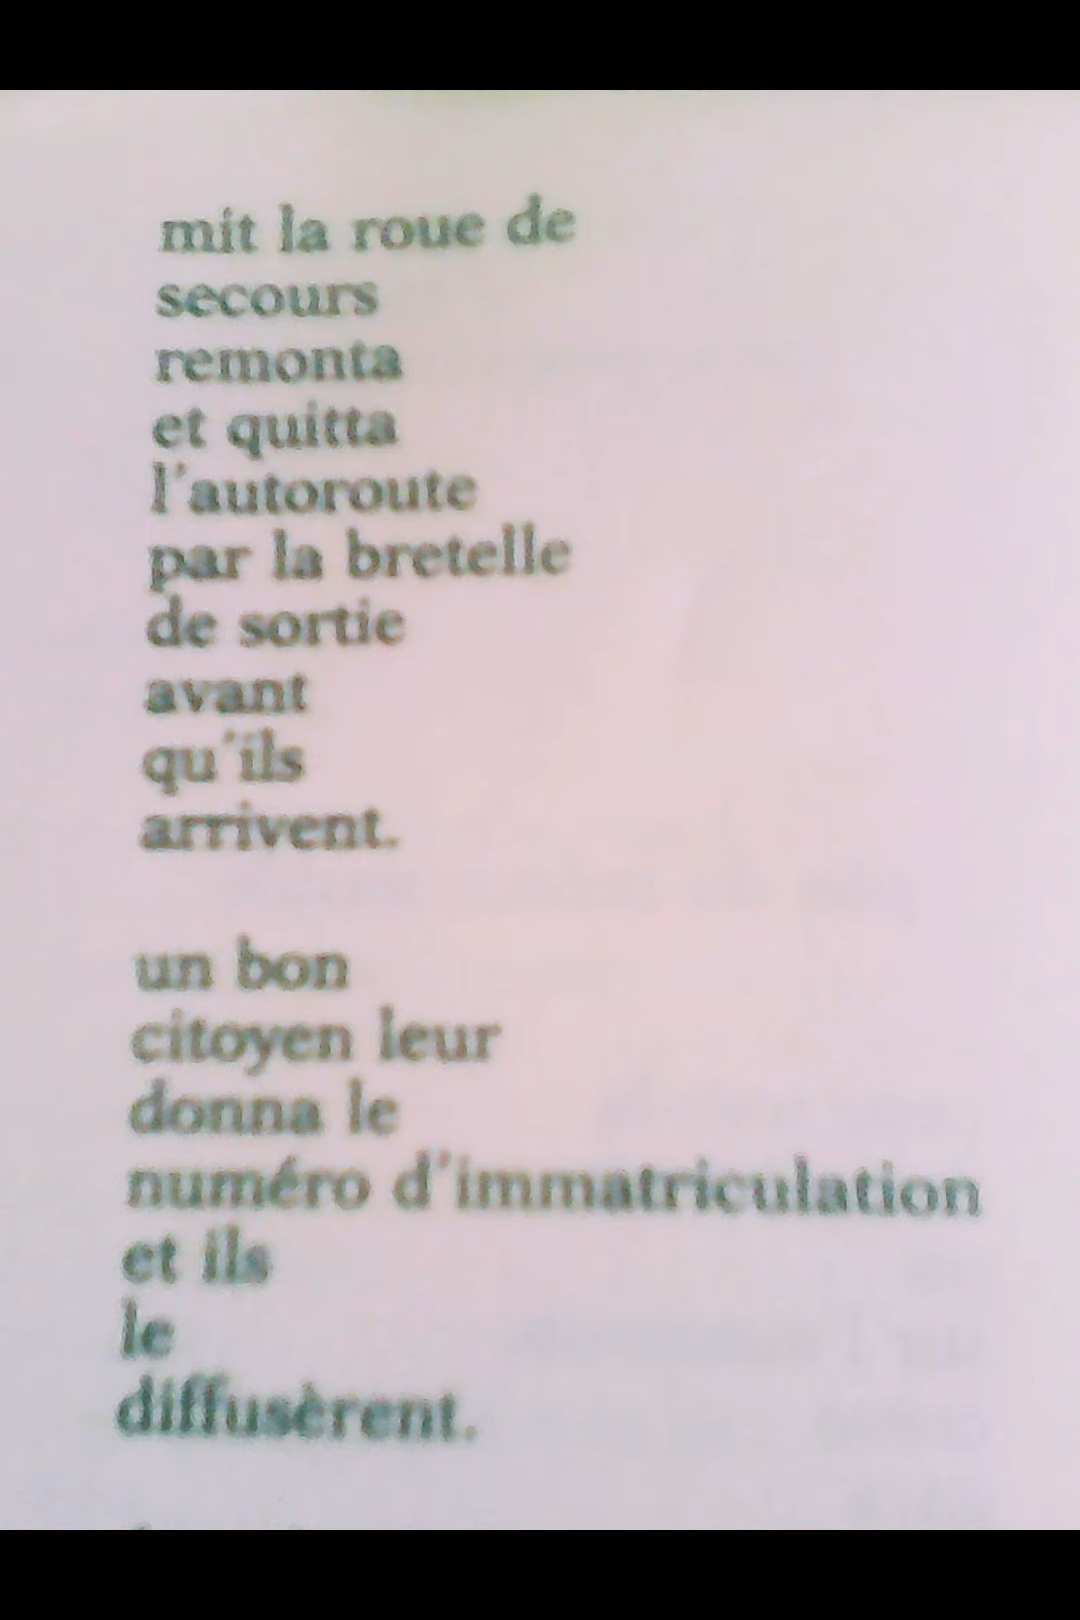 mit la roue de
secours
remonta
et quitta
l'autoroute
par la bretelle
de sortie
avant
qu'ils
arrivent.
un bon
citoyen leur
donna le
numéro d'immatriculation
et ils
le
diffusèrent.